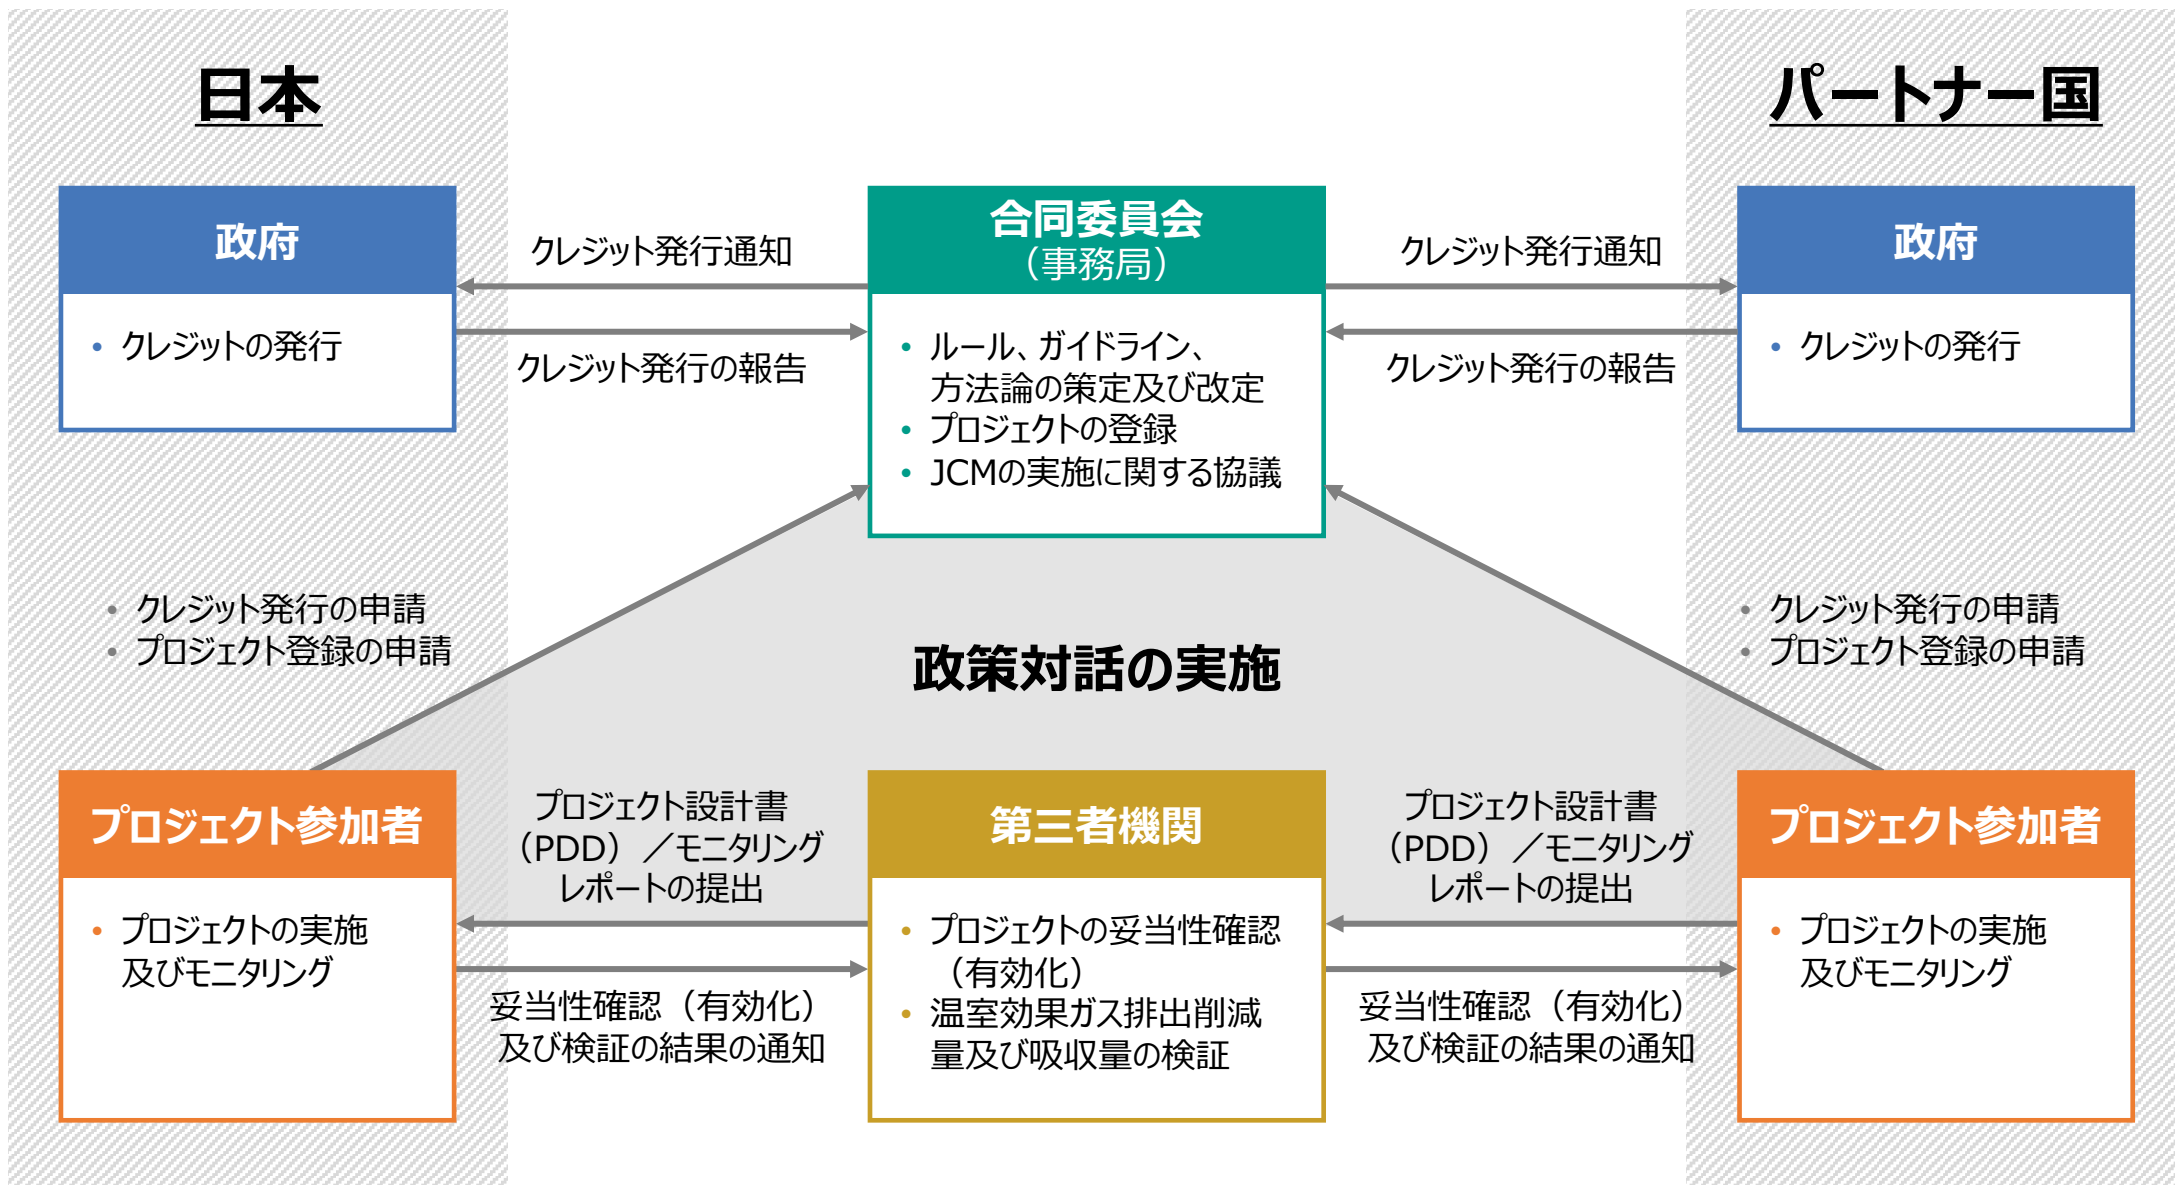 日本
パートナー国
政府
• クレジットの発行
クレジット発行通知
クレジット発行の報告
合同委員会
（事務局）
• ルール、ガイドライン、
方法論の策定及び改定
• プロジェクトの登録
• JCMの実施に関する協議
クレジット発行通知
クレジット発行の報告
政府
• クレジットの発行
• クレジット発行の申請
• プロジェクト登録の申請
政策対話の実施
• クレジット発行の申請
• プロジェクト登録の申請
プロジェクト参加者
• プロジェクトの実施
及びモニタリング
プロジェクト設計書
（PDD）／モニタリング
レポートの提出
妥当性確認（有効化）
及び検証の結果の通知
第三者機関
• プロジェクトの妥当性確認
（有効化）
• 温室効果ガス排出削減
量及び吸収量の検証
プロジェクト設計書
（PDD）／モニタリング
レポートの提出
妥当性確認（有効化）
及び検証の結果の通知
プロジェクト参加者
• プロジェクトの実施
及びモニタリング